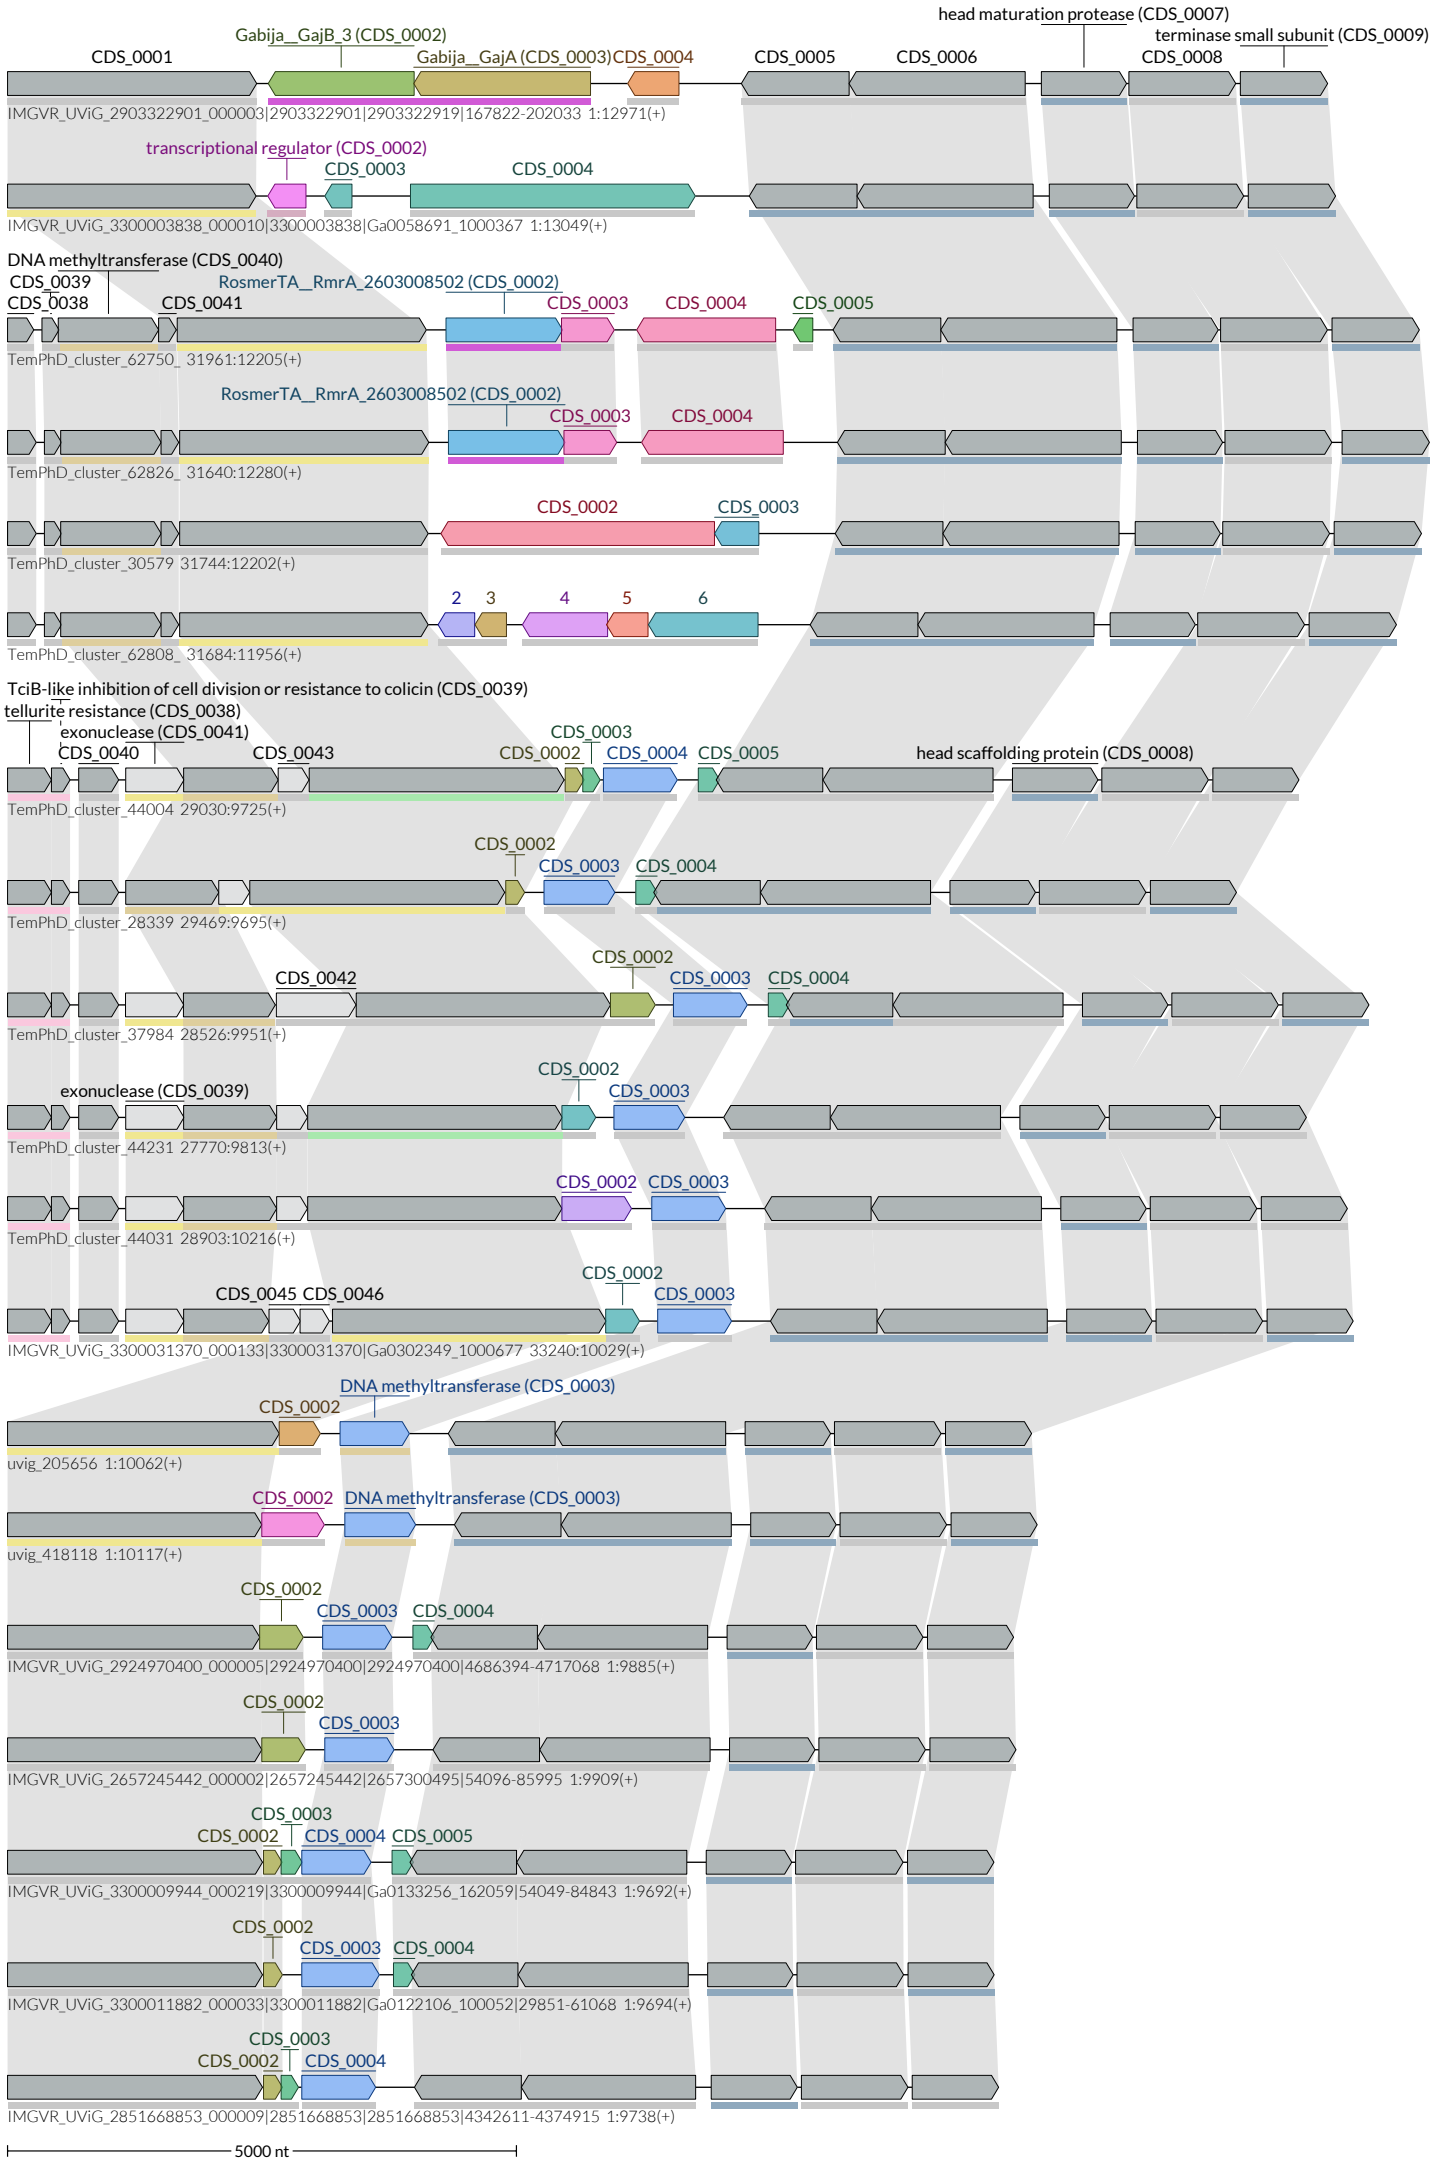 head maturation protease (CDS_0007)
Gabija__GajB_3 (CDS_0002) terminase small subunit (CDS_0009)
CDS_0001 Gabija__GajA (CDS_0003) CDS_0004 CDS_0005 CDS_0006 CDS_0008
IMGVR_UViG_2903322901_000003|2903322901|2903322919|167822-202033 1:12971(+)
transcriptional regulator (CDS_0002)
CDS_0003 CDS_0004
IMGVR_UViG_3300003838_000010|3300003838|Ga0058691_1000367 1:13049(+)
DNA methyltransferase (CDS_0040)
CDS_0039 RosmerTA__RmrA_2603008502 (CDS_0002)
CDS_0038 CDS_0041 CDS_0003 CDS_0004 CDS_0005
TemPhD_cluster_62750_ 31961:12205(+)
RosmerTA__RmrA_2603008502 (CDS_0002)
CDS_0003 CDS_0004
TemPhD_cluster_62826_ 31640:12280(+)
CDS_0002 CDS_0003
TemPhD_cluster_30579 31744:12202(+)
2 3 4 5 6
TemPhD_cluster_62808_ 31684:11956(+)
TciB-like inhibition of cell division or resistance to colicin (CDS_0039)
tellurite resistance (CDS_0038)
exonuclease (CDS_0041) CDS_0003
CDS_0040 CDS_0043 CDS_0002 CDS_0004 CDS_0005 head scaffolding protein (CDS_0008)
TemPhD_cluster_44004 29030:9725(+)
CDS_0002
CDS_0003 CDS_0004
TemPhD_cluster_28339 29469:9695(+)
CDS_0002
CDS_0042 CDS_0003 CDS_0004
TemPhD_cluster_37984 28526:9951(+)
CDS_0002
exonuclease (CDS_0039) CDS_0003
TemPhD_cluster_44231 27770:9813(+)
CDS_0002 CDS_0003
TemPhD_cluster_44031 28903:10216(+)
CDS_0002
CDS_0045 CDS_0046 CDS_0003
IMGVR_UViG_3300031370_000133|3300031370|Ga0302349_1000677 33240:10029(+)
DNA methyltransferase (CDS_0003)
CDS_0002
uvig_205656 1:10062(+)
CDS_0002 DNA methyltransferase (CDS_0003)
uvig_418118 1:10117(+)
CDS_0002
CDS_0003 CDS_0004
IMGVR_UViG_2924970400_000005|2924970400|2924970400|4686394-4717068 1:9885(+)
CDS_0002
CDS_0003
IMGVR_UViG_2657245442_000002|2657245442|2657300495|54096-85995 1:9909(+)
CDS_0003
CDS_0002 CDS_0004 CDS_0005
IMGVR_UViG_3300009944_000219|3300009944|Ga0133256_162059|54049-84843 1:9692(+)
CDS_0002
CDS_0003 CDS_0004
IMGVR_UViG_3300011882_000033|3300011882|Ga0122106_100052|29851-61068 1:9694(+)
CDS_0003
CDS_0002 CDS_0004
IMGVR_UViG_2851668853_000009|2851668853|2851668853|4342611-4374915 1:9738(+)
5000 nt